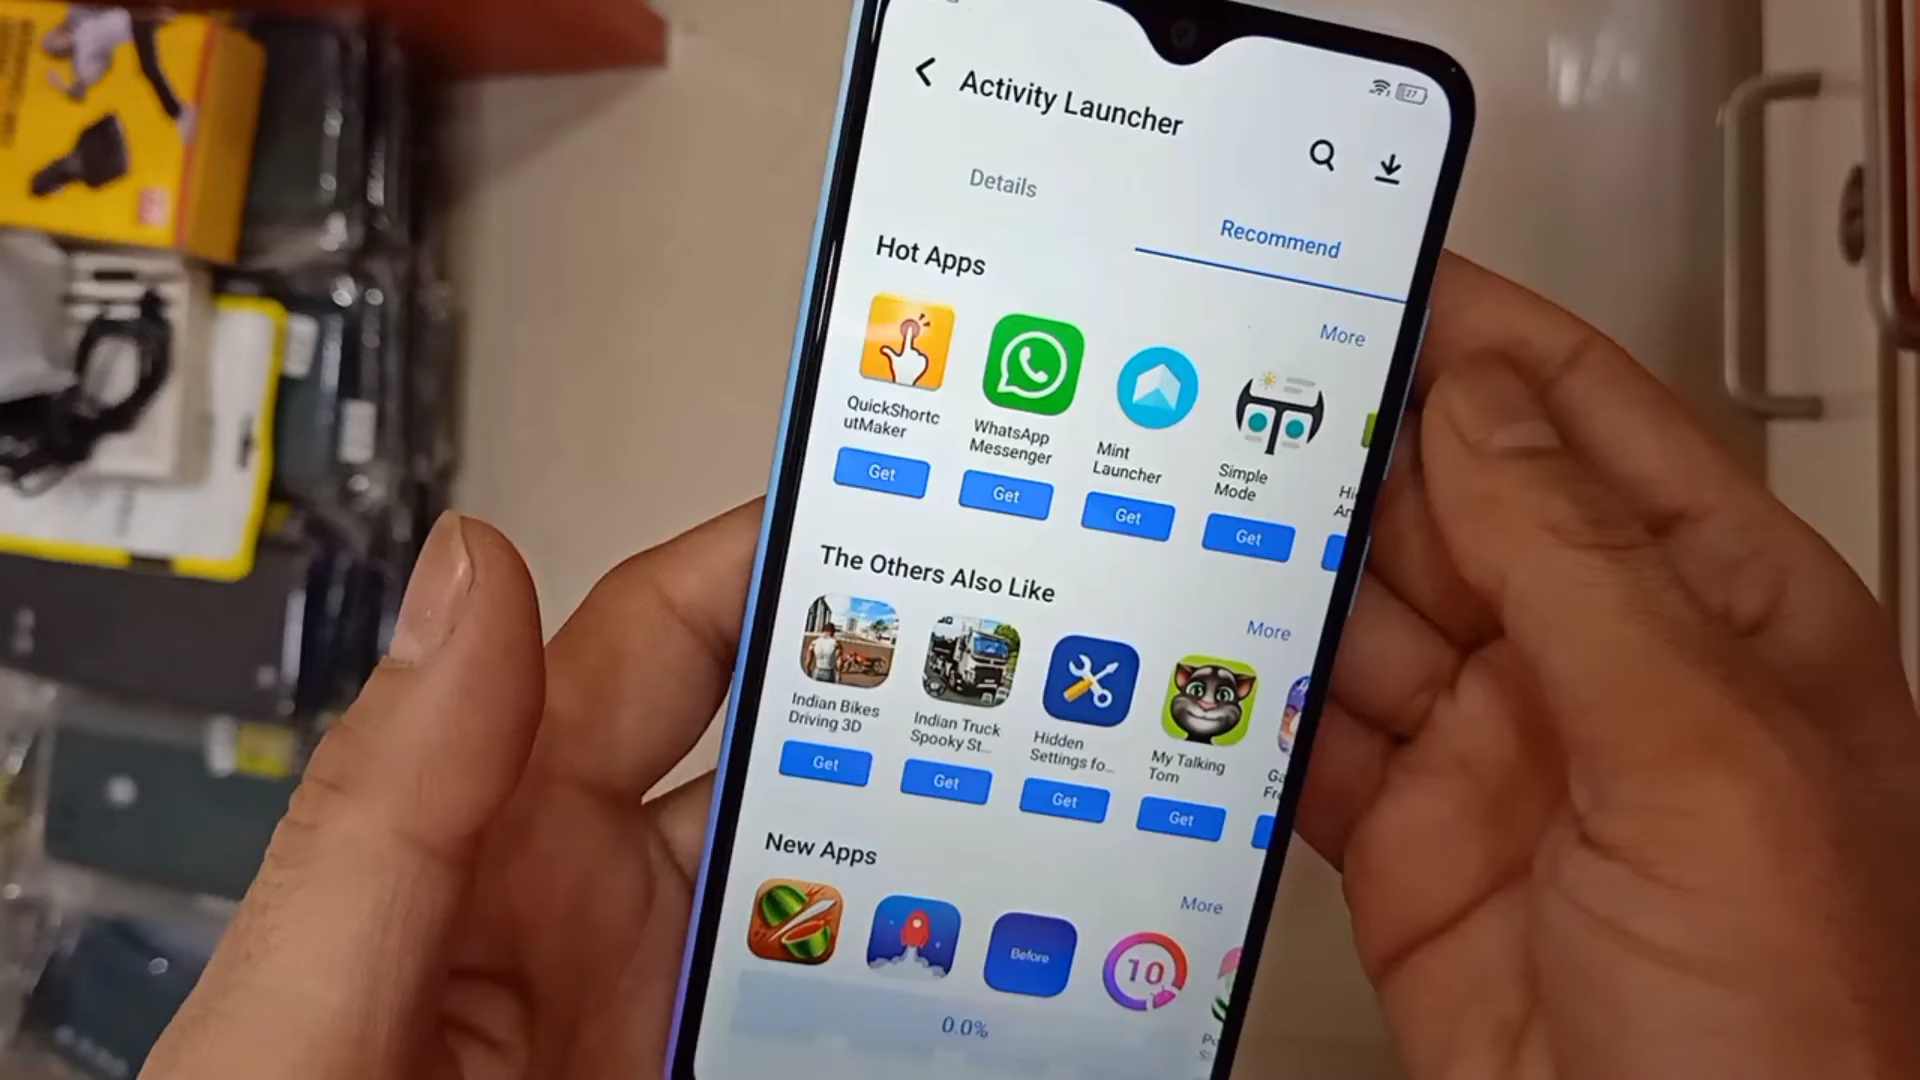 27
Activity Launcher
Details
Recommend
Hot Apps
More
QuickShortc
utMaker
Get
WhatsApp
Messenger
Get
Mint
Launcher
Get
Simple
Mode
Get
The Others Also Like
More
Indian Bikes
Driving 3D
Get
Indian Truck
Spooky St...
Get
Hidden
Settings fo...
Get
My Talking
Tom
Get
New Apps
More
Before
10
0.0%